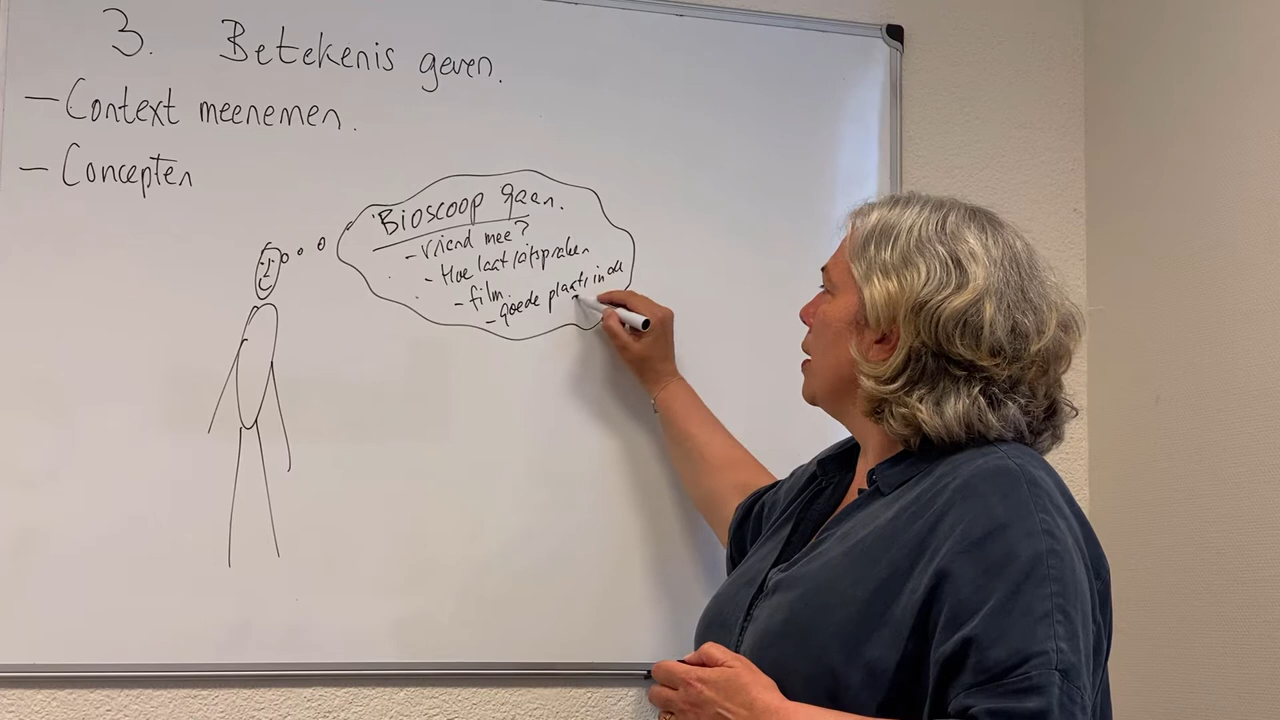 3. Betekenis geven.
- Context meenemen.
- Concepten
Bioscoop gaan.
- Vriend mee?
- Hoe laat afspreken
- film
- goede plaats in de